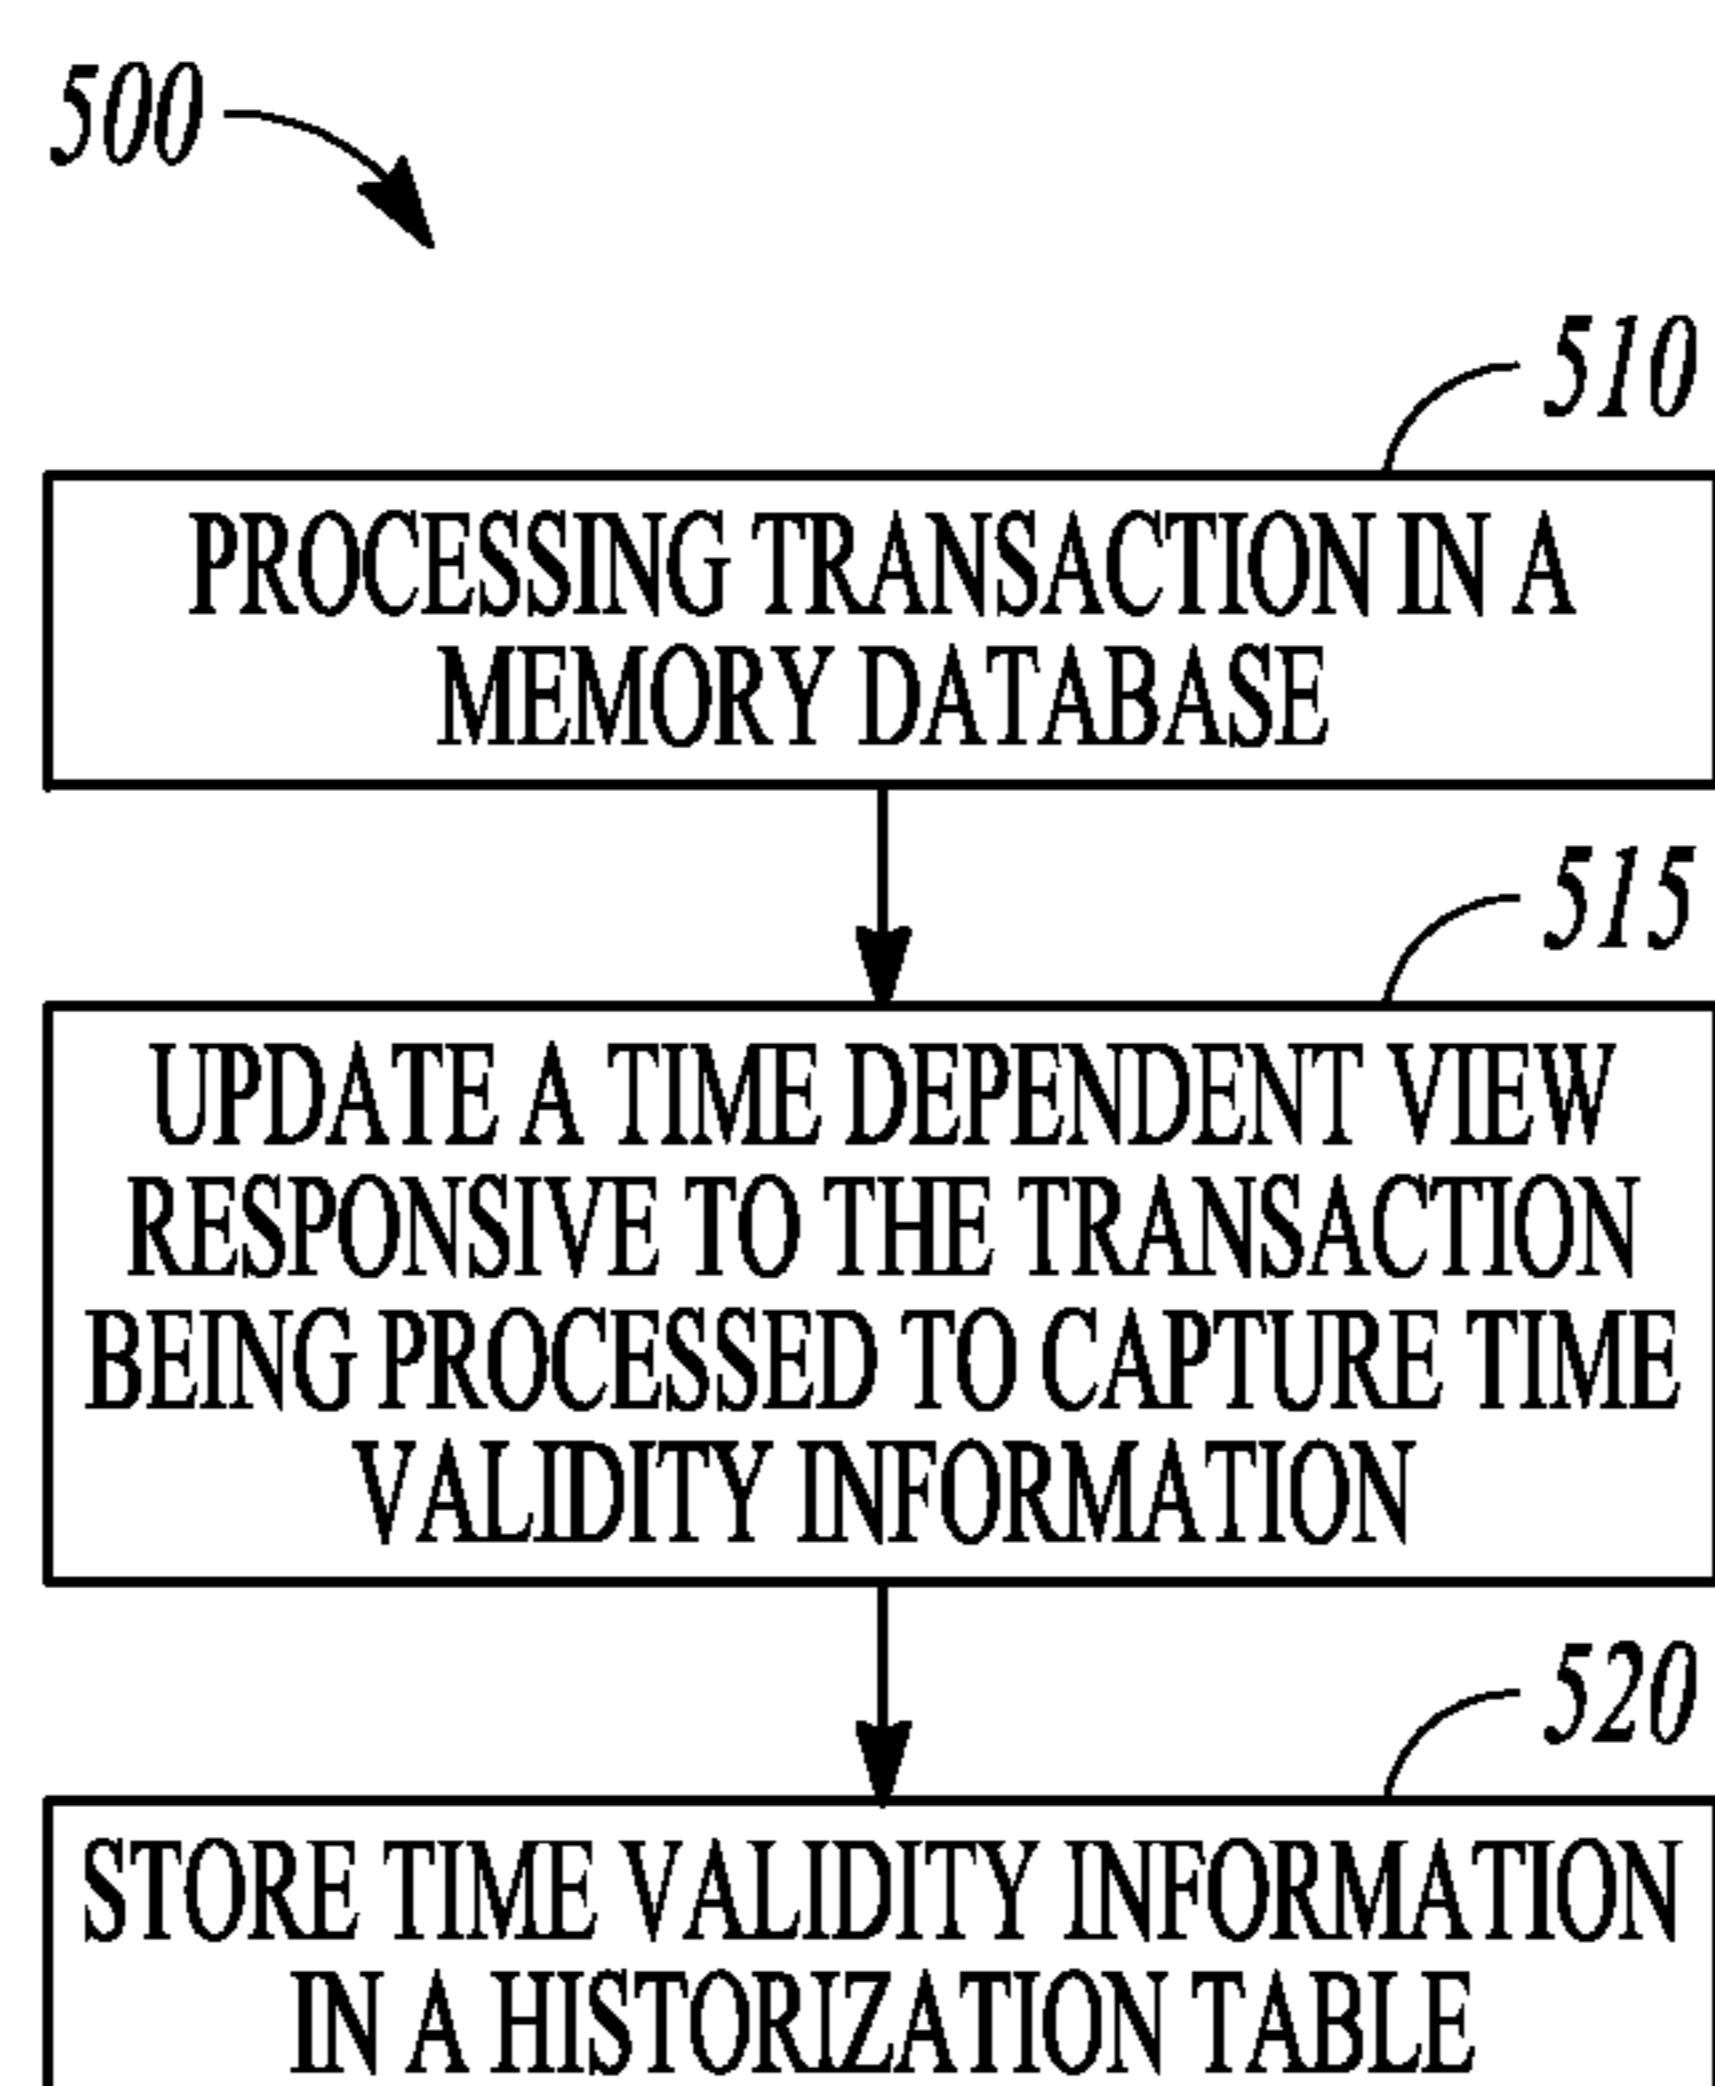 500
510
PROCESSING TRANSACTION IN A
MEMORY DATABASE
515
UPDATE A TIME DEPENDENT VIEW
RESPONSIVE TO THE TRANSACTION
BEING PROCESSED TO CAPTURE TIME
VALIDITY INFORMATION
520
STORE TIME VALIDITY INFORMATION
IN A HISTORIZATION TABLE